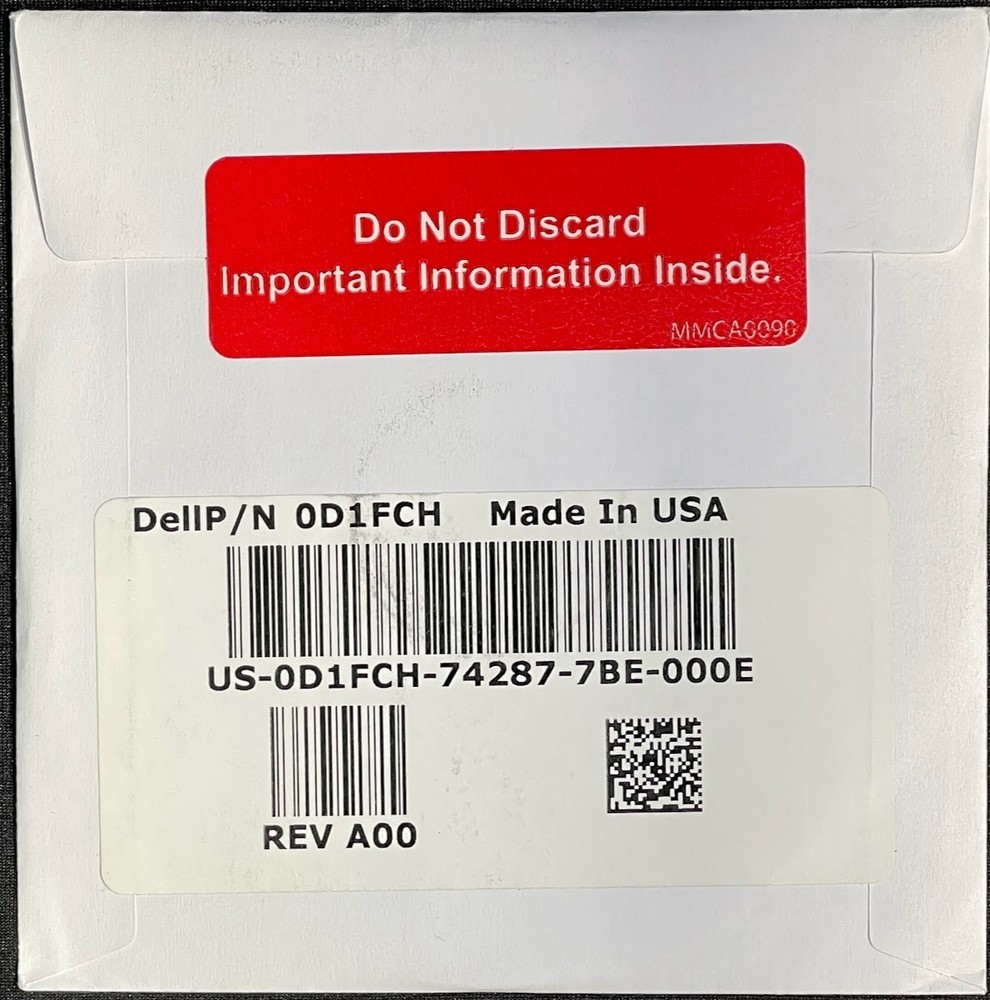 Do Not Discard
Important Information Inside.
MMCA0090
DellP/N 0D1FCH Made In USA
US-0D1FCH-74287-7BE-000E
REV A00